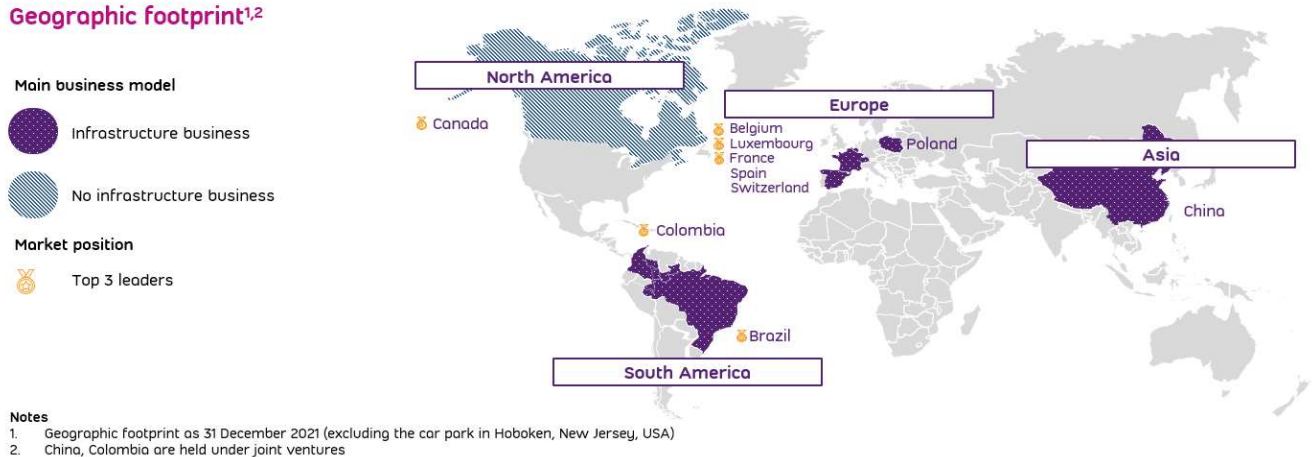 Geographic footprint1,2
Main business model
Infrastructure business
No infrastructure business
Market position
Top 3 leaders
North America
Canada
Europe
Belgium
Luxembourg
France
Spain
Switzerland
Poland
Asia
China
Colombia
Brazil
South America
Notes
1. Geographic footprint as 31 December 2021 (excluding the car park in Hoboken, New Jersey, USA)
2. China, Colombia are held under joint ventures